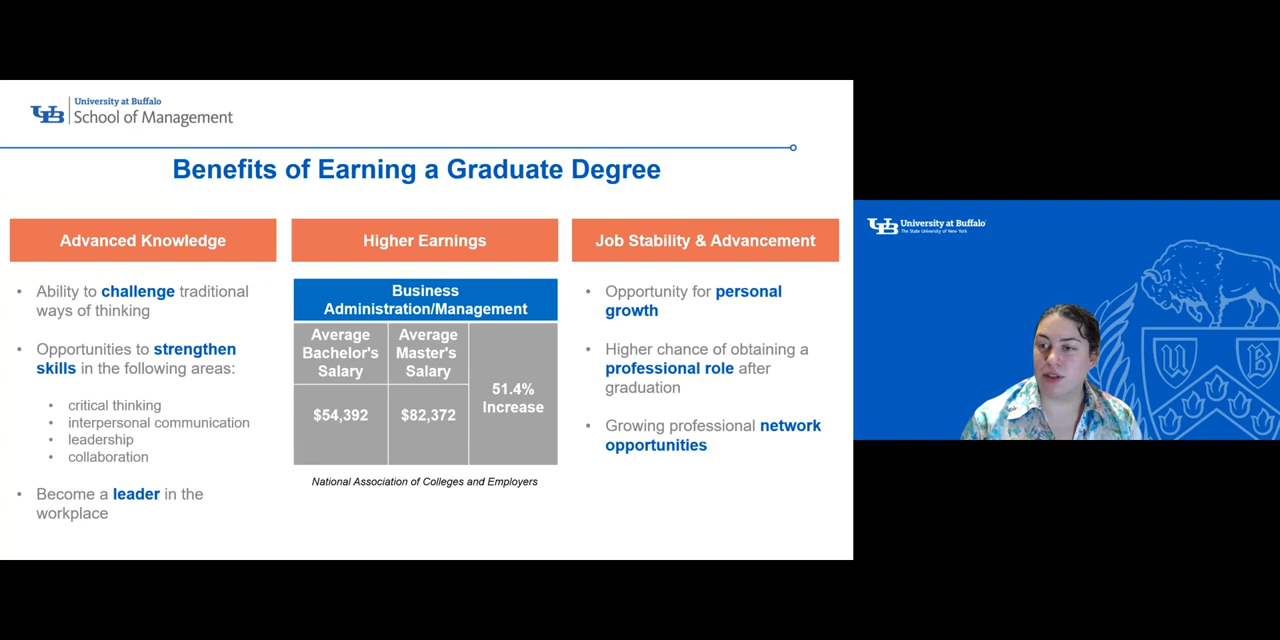 University at Buffalo
School of Management
Benefits of Earning a Graduate Degree
Advanced Knowledge
• Ability to challenge traditional
ways of thinking
• Opportunities to strengthen
skills in the following areas:
• critical thinking
• interpersonal communication
• leadership
• collaboration
• Become a leader in the
workplace
Higher Earnings
Business
Administration/Management
Average
Bachelor's
Salary
Average
Master's
Salary
51.4%
Increase
$54,392
$82,372
National Association of Colleges and Employers
Job Stability & Advancement
• Opportunity for personal
growth
• Higher chance of obtaining a
professional role after
graduation
• Growing professional network
opportunities
UB
University at Buffalo
The State University of New York
U B